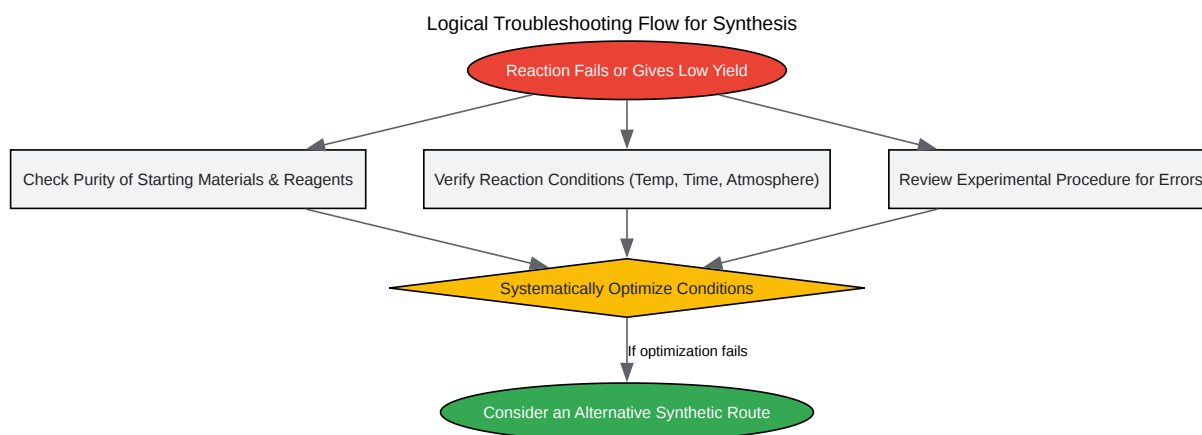 Logical Troubleshooting Flow for Synthesis
Reaction Fails or Gives Low Yield
Check Purity of Starting Materials & Reagents
Verify Reaction Conditions (Temp, Time, Atmosphere)
Review Experimental Procedure for Errors
Systematically Optimize Conditions
If optimization fails
Consider an Alternative Synthetic Route